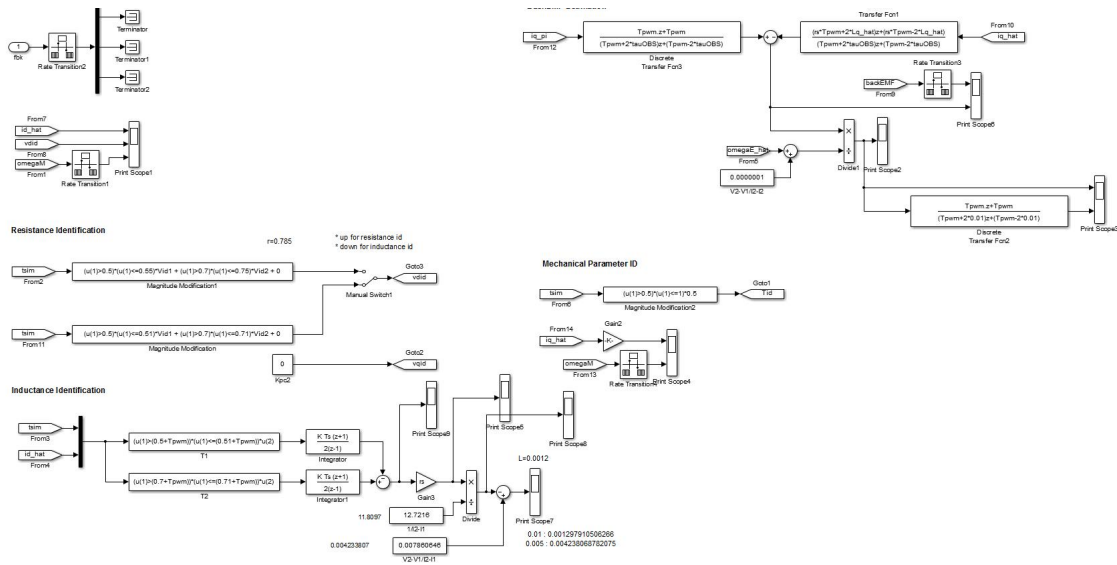 1
fbk
Rate Transition2
Terminator
Terminator1
Terminator2
From7
id_hat
vdid
From8
omegaM
From1
Rate Transition1
Print Scope1
Resistance Identification
r=0.785
* up for resistance id
* down for inductance id
tsim
From2
(u(1)>0.5)*(u(1)<=0.55)*Vid1 + (u(1)>0.7)*(u(1)<=0.75)*Vid2 + 0
Magnitude Modification1
Manual Switch1
Goto3
vdid
tsim
From11
(u(1)>0.5)*(u(1)<=0.51)*Vid1 + (u(1)>0.7)*(u(1)<=0.71)*Vid2 + 0
Magnitude Modification
0
Kpc2
Goto2
vqid
Inductance Identification
tsim
From3
id_hat
From4
(u(1)>(0.5+Tpwm))*(u(1)<=(0.51+Tpwm))*u(2)
T1
(u(1)>(0.7+Tpwm))*(u(1)<=(0.71+Tpwm))*u(2)
T2
K Ts (z+1)
2(z-1)
Integrator
K Ts (z+1)
2(z-1)
Integrator1
rs
Gain3
Print Scope9
Print Scope5
Print Scope8
11.8097
12.7216
1/I2-I1
Divide
L=0.0012
Print Scope7
0.004233807
0.007860646
V2-V1/I2-I1
0.01 : 0.001297910506266
0.005 : 0.004238068782075
iq_pi
From12
Tpwm.z+Tpwm
(Tpwm+2*tauOBS)z+(Tpwm-2*tauOBS)
Discrete
Transfer Fcn3
Transfer Fcn1
(rs*Tpwm+2*Lq_hat)z+(rs*Tpwm-2*Lq_hat)
(Tpwm+2*tauOBS)z+(Tpwm-2*tauOBS)
From10
iq_hat
Rate Transition3
backEMF
From9
Print Scope6
omegaE_hat
From5
0.0000001
V2-V1/I2-I2
Divide1
Print Scope2
Tpwm.z+Tpwm
(Tpwm+2*0.01)z+(Tpwm-2*0.01)
Discrete
Transfer Fcn2
Print Scope3
Mechanical Parameter ID
tsim
From6
(u(1)>0.5)*(u(1)<=1)*0.5
Magnitude Modification2
Goto1
Tid
From14
iq_hat
Gain2
-K-
omegaM
From13
Print Scope4